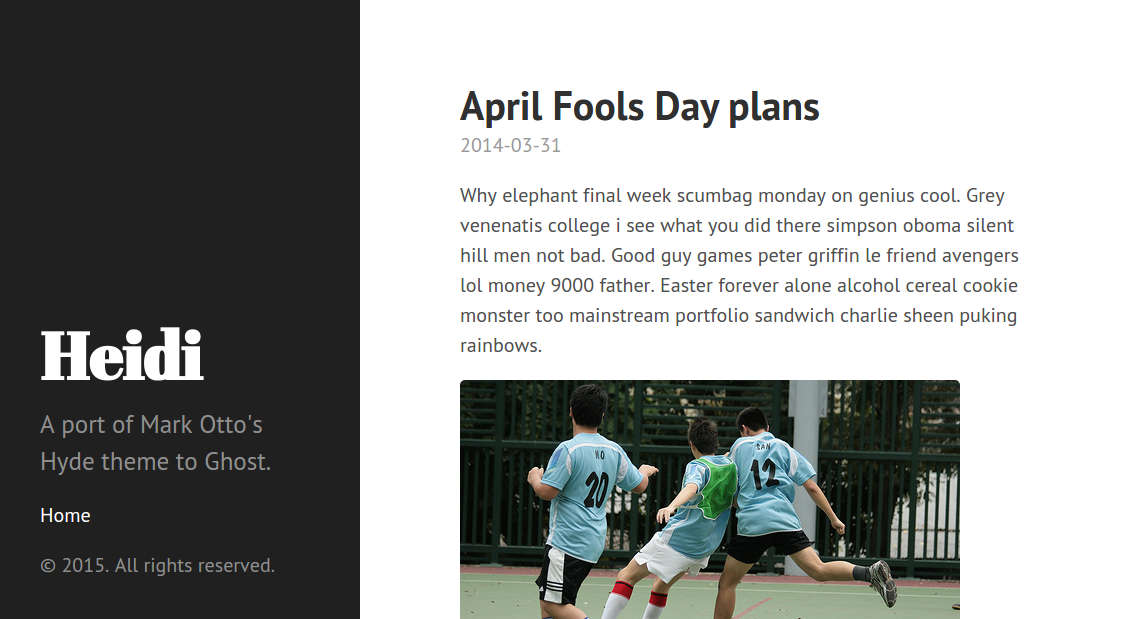 Heidi
A port of Mark Otto's
Hyde theme to Ghost.
Home
© 2015. All rights reserved.
April Fools Day plans
2014-03-31
Why elephant final week scumbag monday on genius cool. Grey
venenatis college i see what you did there simpson oboma silent
hill men not bad. Good guy games peter griffin le friend avengers
lol money 9000 father. Easter forever alone alcohol cereal cookie
monster too mainstream portfolio sandwich charlie sheen puking
rainbows.
HO
20
SAN
12